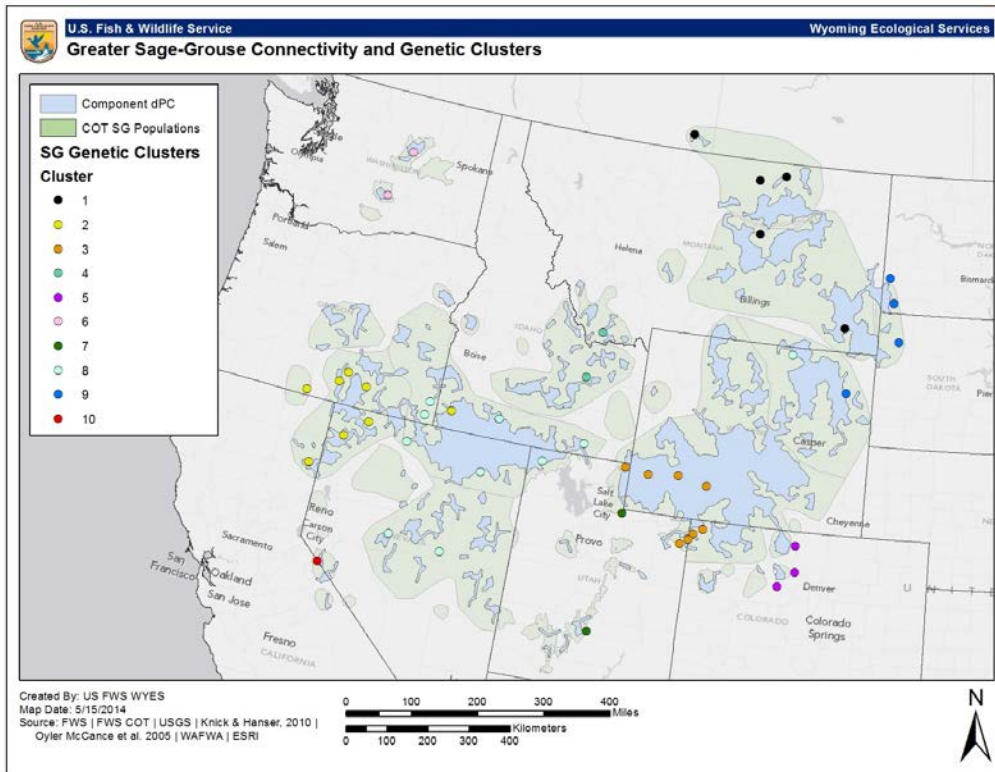 U.S. Fish & Wildlife Service
Wyoming Ecological Services
Greater Sage-Grouse Connectivity and Genetic Clusters
Component dPC
COT SG Populations
SG Genetic Clusters
Cluster
1
2
3
4
5
6
7
8
9
10
Olympia
WASHINGTON
Spokane
Portland
Salem
Helena
MONTANA
Billings
Bismarck
Boise
IDAHO
SOUTH
DAKOTA
Casper
Cheyenne
Salt
Lake
City
Provo
UTAH
Reno
Carson
City
Sacramento
San
Francisco
Oakland
San Jose
Fresno
CALIFORNIA
Denver
COLORADO
Colorado
Springs
U N I T E
Created By: US FWS WYES
Map Date: 5/15/2014
Source: FWS | FWS COT | USGS | Knick & Hanser, 2010 |
Oyler McCance et al. 2005 | WAFWA | ESRI
0 100 200 300 400
Miles
Kilometers
0 100 200 300 400
N